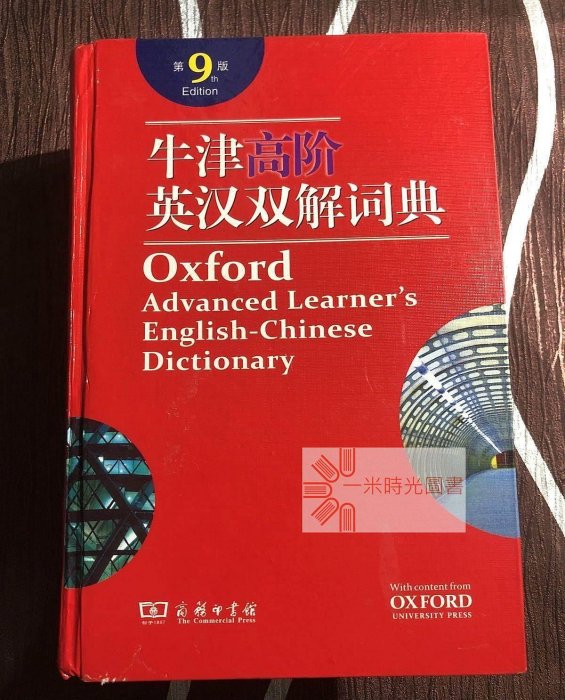 第9th版
Edition
牛津高阶
英汉双解词典
Oxford
Advanced Learner's
English-Chinese
Dictionary
一米時光圖書
商務印書館
The Commercial Press
With content from
OXFORD
UNIVERSITY PRESS